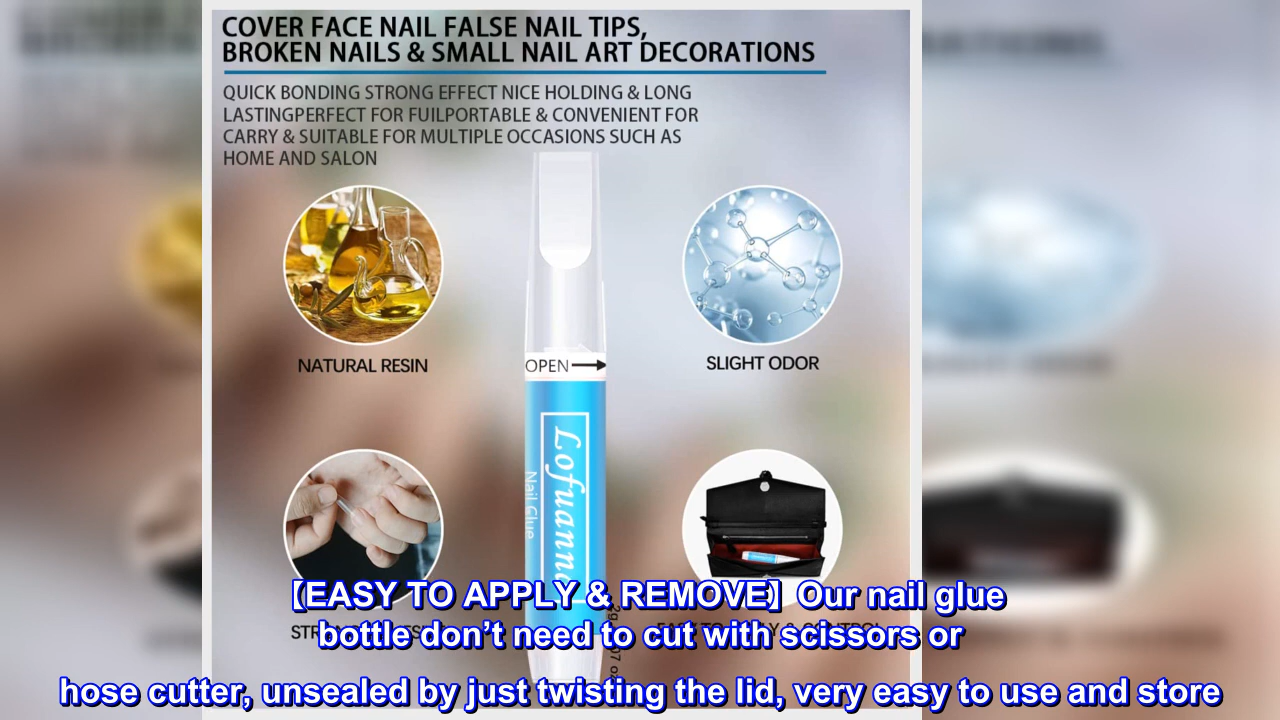 COVER FACE NAIL FALSE NAIL TIPS,
BROKEN NAILS & SMALL NAIL ART DECORATIONS
QUICK BONDING STRONG EFFECT NICE HOLDING & LONG
LASTINGPERFECT FOR FUILPORTABLE & CONVENIENT FOR
CARRY & SUITABLE FOR MULTIPLE OCCASIONS SUCH AS
HOME AND SALON
NATURAL RESIN
SLIGHT ODOR
OPEN
Lofuanna
Nail Glue
【EASY TO APPLY & REMOVE】Our nail glue
bottle don’t need to cut with scissors or
hose cutter, unsealed by just twisting the lid, very easy to use and store